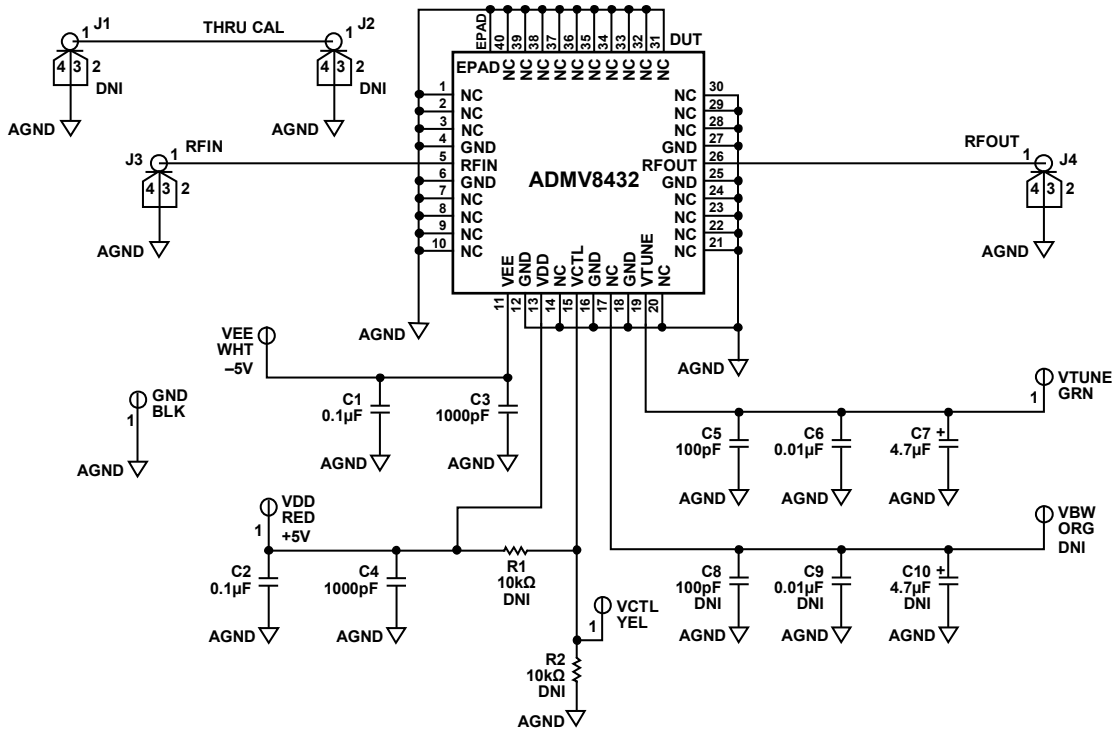 J1
1
THRU CAL
1
J2
4 3 2
DNI
AGND
4 3 2
DNI
AGND
J3
1
RFIN
4 3 2
AGND
EPAD
40
39
38
37
36
35
34
33
32
31
DUT
EPAD
NC
NC
NC
NC
NC
NC
NC
NC
NC
NC
1 NC
2 NC
3 NC
4 GND
5 RFIN
6 GND
7 NC
8 NC
9 NC
10 NC
ADMV8432
NC 30
NC 29
NC 28
GND 27
RFOUT 26
GND 25
NC 24
NC 23
NC 22
NC 21
RFOUT
1
J4
4 3 2
AGND
VEE
GND
VDD
NC
VCTL
GND
NC
GND
VTUNE
NC
11
12
13
14
15
16
17
18
19
20
AGND
AGND
VEE
WHT
–5V
C1
0.1µF
AGND
C3
1000pF
AGND
GND
BLK
1
AGND
VTUNE
GRN
1
C5
100pF
AGND
C6
0.01µF
AGND
C7
+
4.7µF
AGND
VDD
RED
+5V
1
C2
0.1µF
AGND
C4
1000pF
AGND
R1
10kΩ
DNI
VCTL
YEL
1
R2
10kΩ
DNI
AGND
VBW
ORG
DNI
1
C8
100pF
DNI
AGND
C9
0.01µF
DNI
AGND
C10
+
4.7µF
DNI
AGND